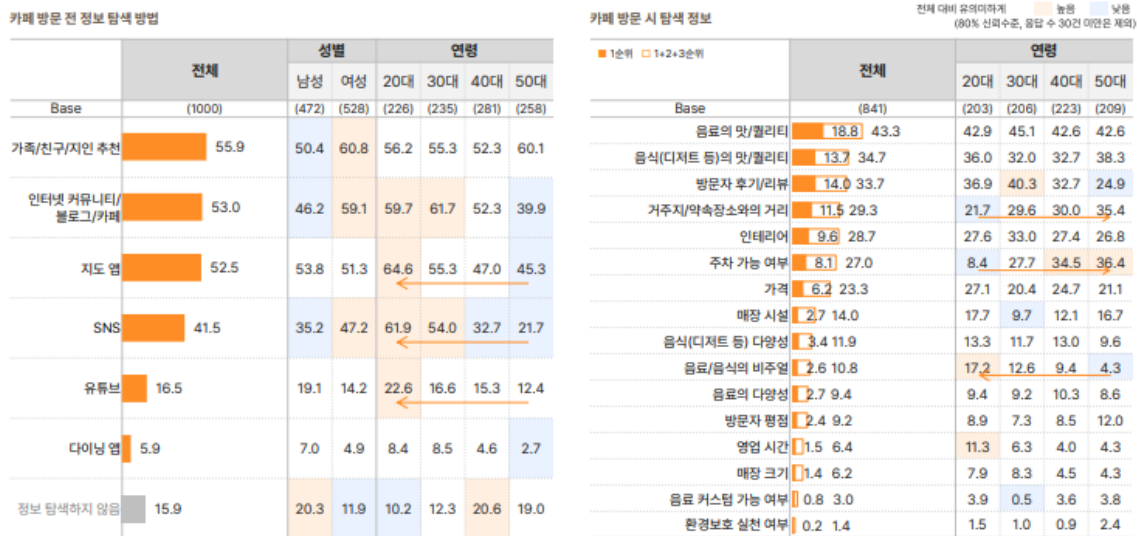 전체 대비 유의미하게 높음 낮음
카페 방문 전 정보 탐색 방법
카페 방문 시 탐색 정보
(80% 신뢰수준, 응답 수 30건 미만은 제외)
전체 성별 연령
남성 여성 20대 30대 40대 50대
Base (1000) (472) (528) (226) (235) (281) (258)
가족/친구/지인 추천 55.9 50.4 60.8 56.2 55.3 52.3 60.1
인터넷 커뮤니티/
블로그/카페 53.0 46.2 59.1 59.7 61.7 52.3 39.9
지도 앱 52.5 53.8 51.3 64.6 55.3 47.0 45.3
SNS 41.5 35.2 47.2 61.9 54.0 32.7 21.7
유튜브 16.5 19.1 14.2 22.6 16.6 15.3 12.4
다이닝 앱 5.9 7.0 4.9 8.4 8.5 4.6 2.7
정보 탐색하지 않음 15.9 20.3 11.9 10.2 12.3 20.6 19.0
1순위 1+2+3순위
전체 연령
20대 30대 40대 50대
Base (841) (203) (206) (223) (209)
음료의 맛/퀄리티 18.8 43.3 42.9 45.1 42.6 42.6
음식(디저트 등)의 맛/퀄리티 13.7 34.7 36.0 32.0 32.7 38.3
방문자 후기/리뷰 14.0 33.7 36.9 40.3 32.7 24.9
거주지/약속장소와의 거리 11.5 29.3 21.7 29.6 30.0 35.4
인테리어 9.6 28.7 27.6 33.0 27.4 26.8
주차 가능 여부 8.1 27.0 8.4 27.7 34.5 36.4
가격 6.2 23.3 27.1 20.4 24.7 21.1
매장 시설 2.7 14.0 17.7 9.7 12.1 16.7
음식(디저트 등) 다양성 3.4 11.9 13.3 11.7 13.0 9.6
음료/음식의 비주얼 2.6 10.8 17.2 12.6 9.4 4.3
음료의 다양성 2.7 9.4 9.4 9.2 10.3 8.6
방문자 평점 2.4 9.2 8.9 7.3 8.5 12.0
영업 시간 1.5 6.4 11.3 6.3 4.0 4.3
매장 크기 1.4 6.2 7.9 8.3 4.5 4.3
음료 커스텀 가능 여부 0.8 3.0 3.9 0.5 3.6 3.8
환경보호 실천 여부 0.2 1.4 1.5 1.0 0.9 2.4